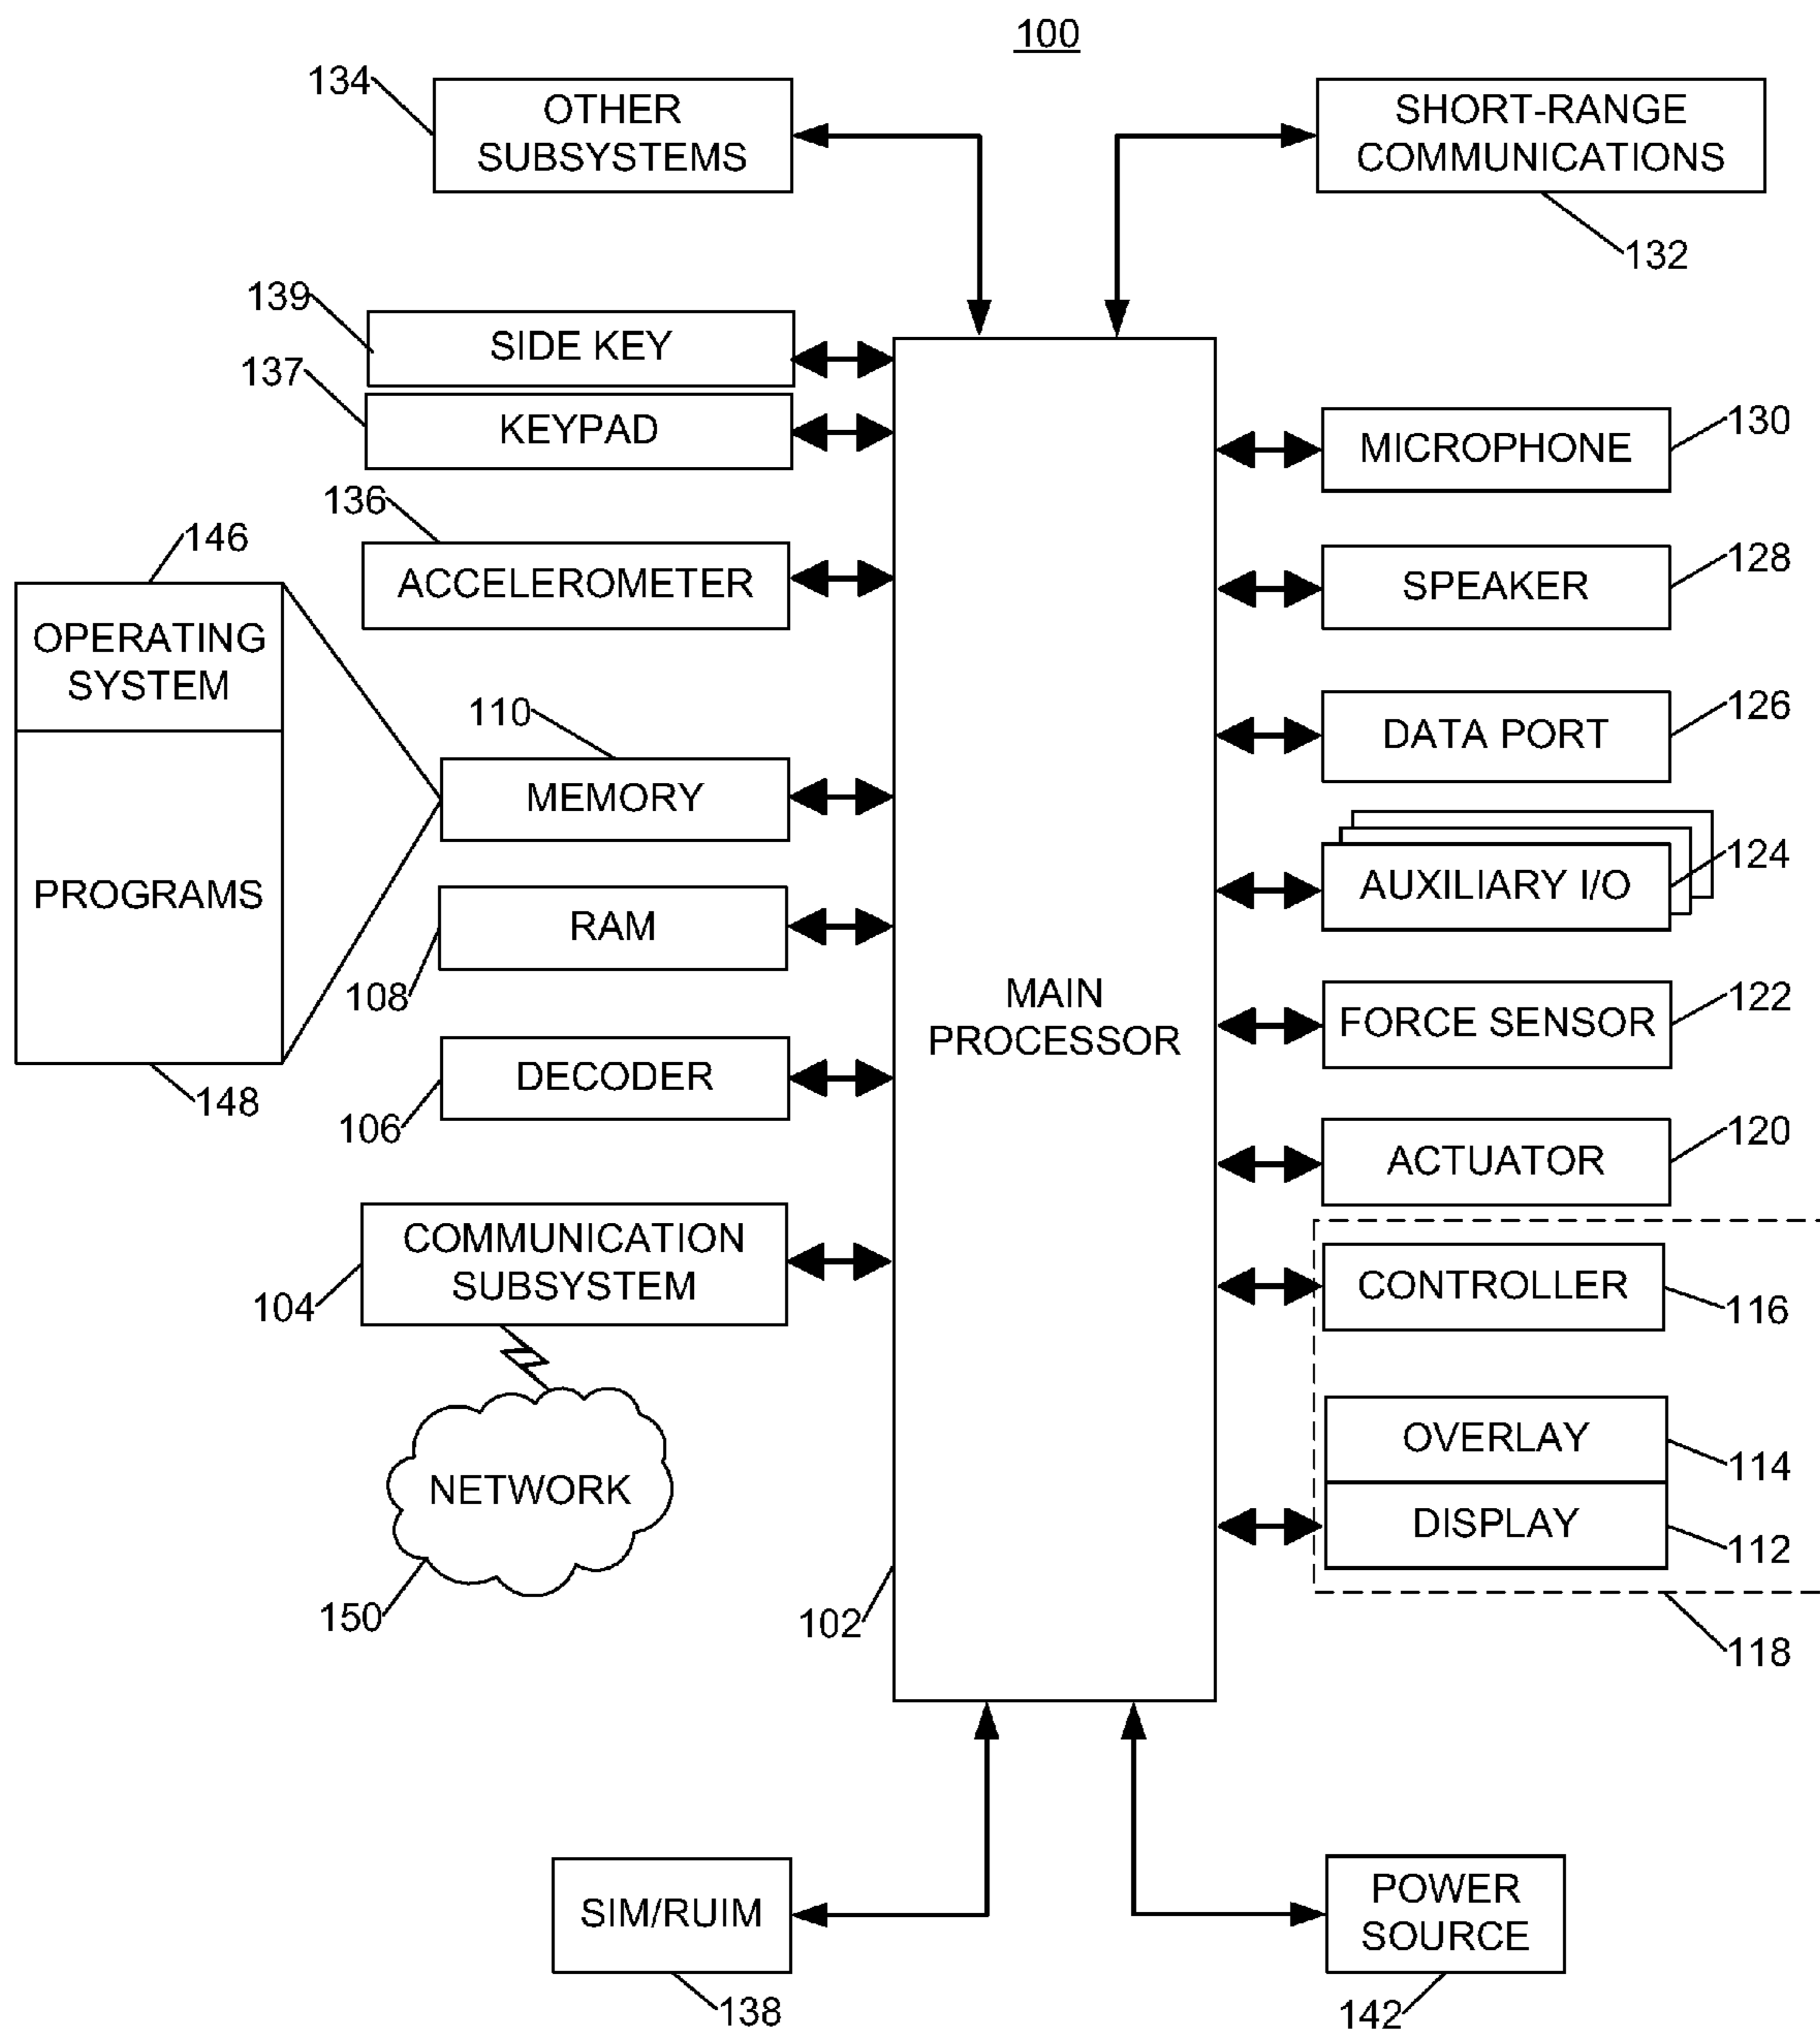 100
134
OTHER
SUBSYSTEMS
SHORT-RANGE
COMMUNICATIONS
132
139
SIDE KEY
137
KEYPAD
136
ACCELEROMETER
146
OPERATING
SYSTEM
PROGRAMS
148
110
MEMORY
RAM
108
DECODER
106
COMMUNICATION
SUBSYSTEM
104
NETWORK
150
MAIN
PROCESSOR
102
MICROPHONE
130
SPEAKER
128
DATA PORT
126
AUXILIARY I/O
124
FORCE SENSOR
122
ACTUATOR
120
CONTROLLER
116
OVERLAY
114
DISPLAY
112
118
SIM/RUIM
138
POWER
SOURCE
142